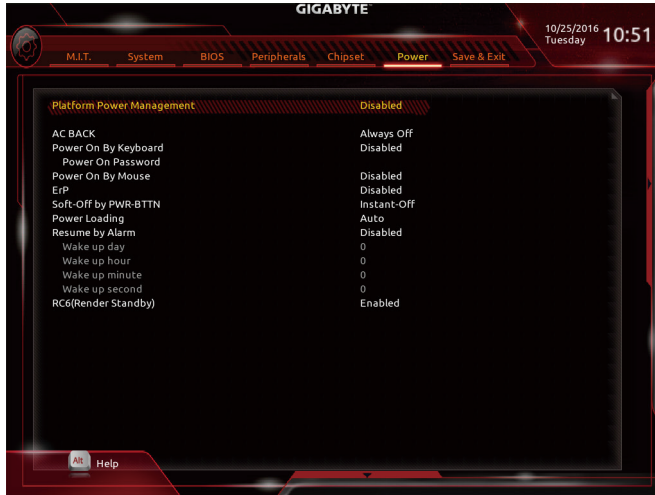 GIGABYTE™
10/25/2016
Tuesday 10:51
M.I.T. System BIOS Peripherals Chipset Power Save & Exit
Platform Power Management Disabled
AC BACK Always Off
Power On By Keyboard Disabled
Power On Password
Power On By Mouse Disabled
ErP Disabled
Soft-Off by PWR-BTTN Instant-Off
Power Loading Auto
Resume by Alarm Disabled
Wake up day 0
Wake up hour 0
Wake up minute 0
Wake up second 0
RC6(Render Standby) Enabled
Alt Help